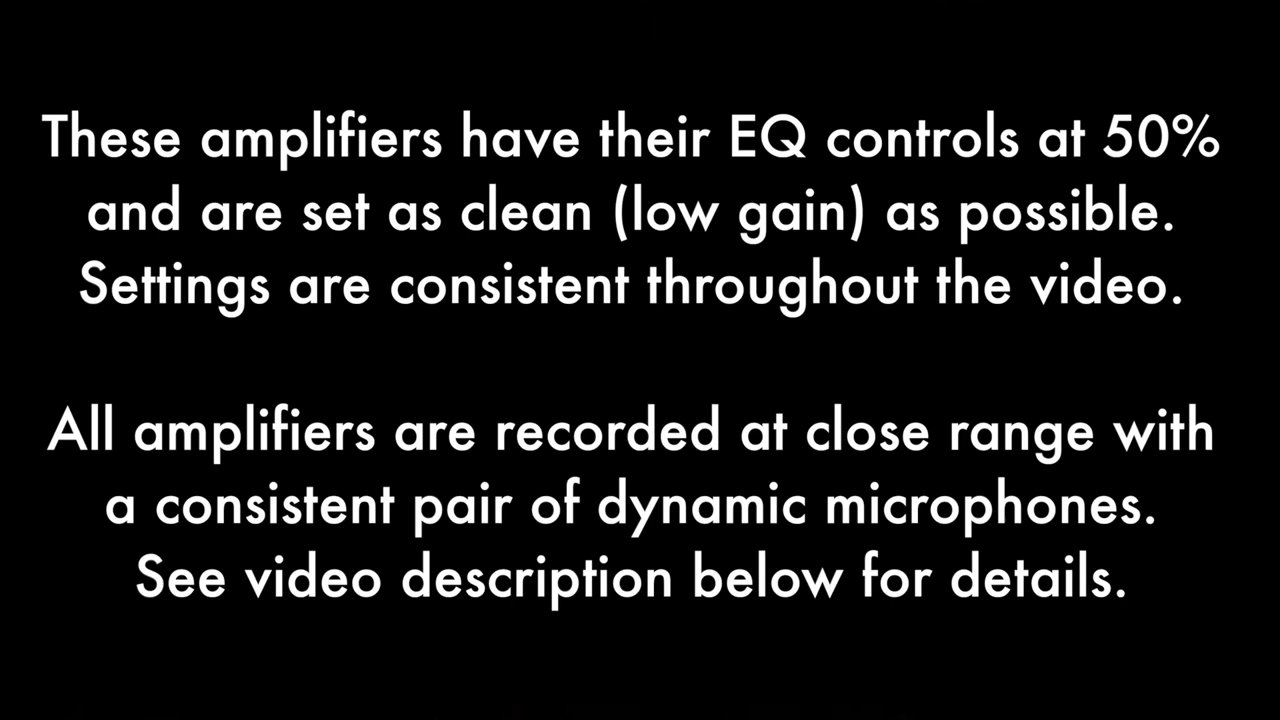 These amplifiers have their EQ controls at 50%
and are set as clean (low gain) as possible.
Settings are consistent throughout the video.
All amplifiers are recorded at close range with
a consistent pair of dynamic microphones.
See video description below for details.